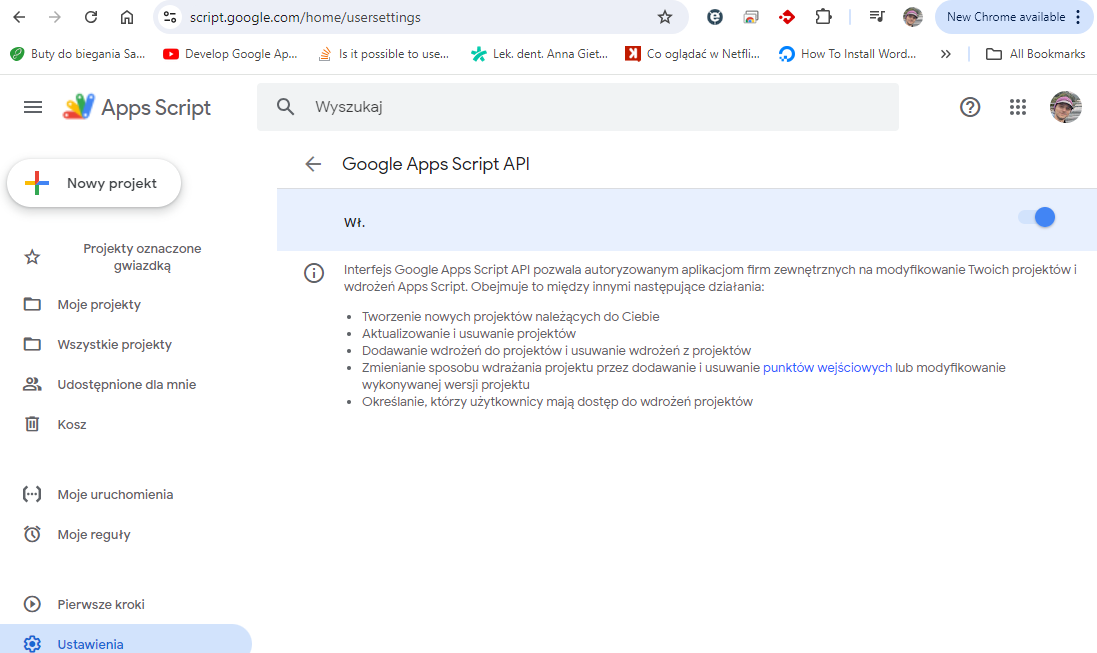 script.google.com/home/usersettings
New Chrome available
Buty do biegania Sa...
Develop Google Ap...
Is it possible to use...
Lek. dent. Anna Giet...
Co oglądać w Netfli...
How To Install Word...
»
All Bookmarks
Apps Script
Wyszukaj
Nowy projekt
Projekty oznaczone
gwiazdką
Moje projekty
Wszystkie projekty
Udostępnione dla mnie
Kosz
Moje uruchomienia
Moje reguły
Pierwsze kroki
Ustawienia
Google Apps Script API
Wł.
Interfejs Google Apps Script API pozwala autoryzowanym aplikacjom firm zewnętrznych na modyfikowanie Twoich projektów i
wdrożeń Apps Script. Obejmuje to między innymi następujące działania:
• Tworzenie nowych projektów należących do Ciebie
• Aktualizowanie i usuwanie projektów
• Dodawanie wdrożeń do projektów i usuwanie wdrożeń z projektów
• Zmienianie sposobu wdrażania projektu przez dodawanie i usuwanie punktów wejściowych lub modyfikowanie
wykonywanej wersji projektu
• Określanie, którzy użytkownicy mają dostęp do wdrożeń projektów